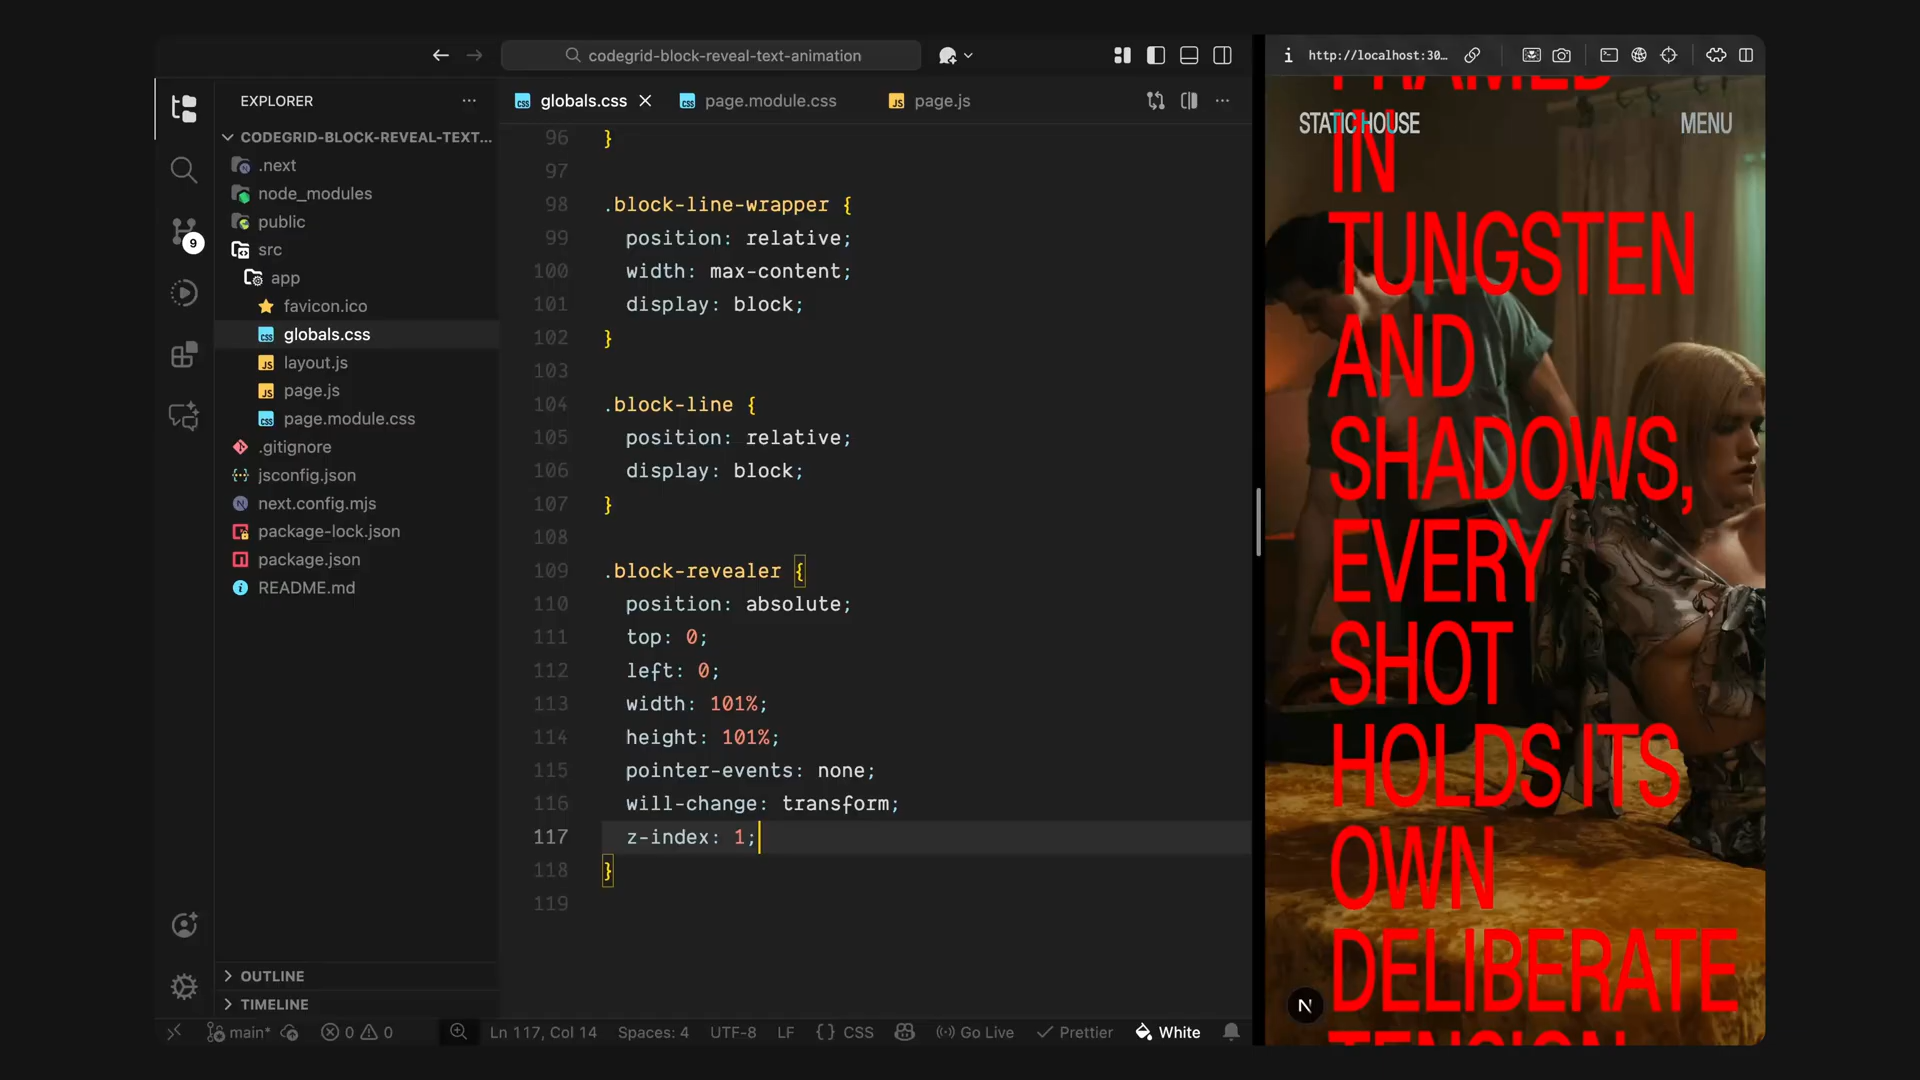 codegrid-block-reveal-text-animation
http://localhost:30…
EXPLORER
CODEGRID-BLOCK-REVEAL-TEXT...
.next
node_modules
public
src
app
favicon.ico
globals.css
layout.js
page.js
page.module.css
.gitignore
jsconfig.json
next.config.mjs
package-lock.json
package.json
README.md
OUTLINE
TIMELINE
9
globals.css
page.module.css
page.js
96 }
97
98 .block-line-wrapper {
99 position: relative;
100 width: max-content;
101 display: block;
102 }
103
104 .block-line {
105 position: relative;
106 display: block;
107 }
108
109 .block-revealer {
110 position: absolute;
111 top: 0;
112 left: 0;
113 width: 101%;
114 height: 101%;
115 pointer-events: none;
116 will-change: transform;
117 z-index: 1;
118 }
119
main* 0 0 Ln 117, Col 14 Spaces: 4 UTF-8 LF {} CSS Go Live Prettier White
STATIC HOUSE
MENU
FRAMED
IN
TUNGSTEN
AND
SHADOWS,
EVERY
SHOT
HOLDS ITS
OWN
DELIBERATE
TENSION
N